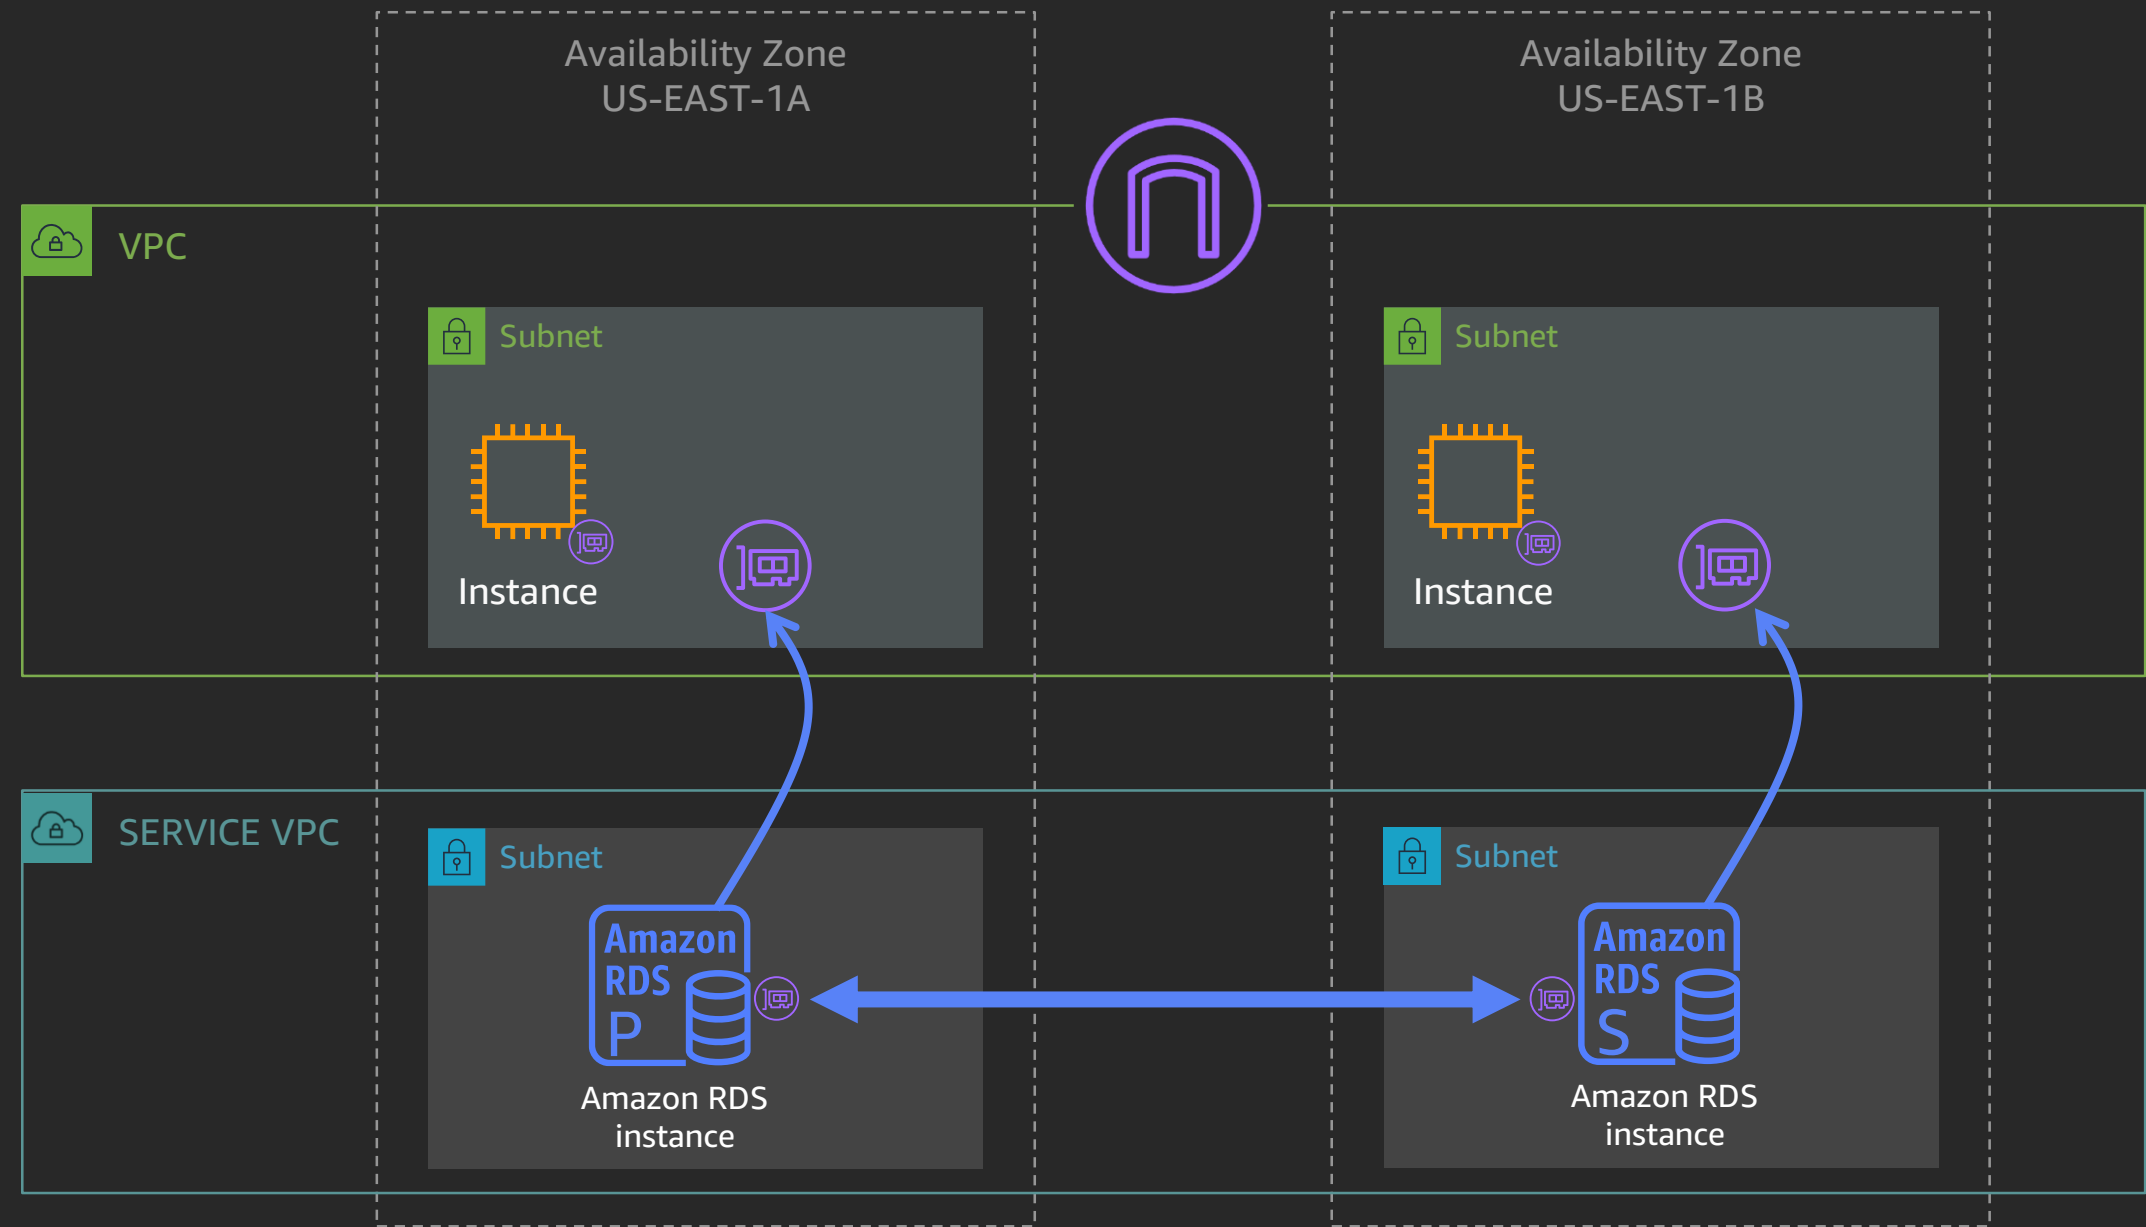 Availability Zone
US-EAST-1A
Availability Zone
US-EAST-1B
VPC
Subnet
Instance
Subnet
Instance
SERVICE VPC
Subnet
Amazon
RDS
P
Amazon RDS
instance
Subnet
Amazon
RDS
S
Amazon RDS
instance